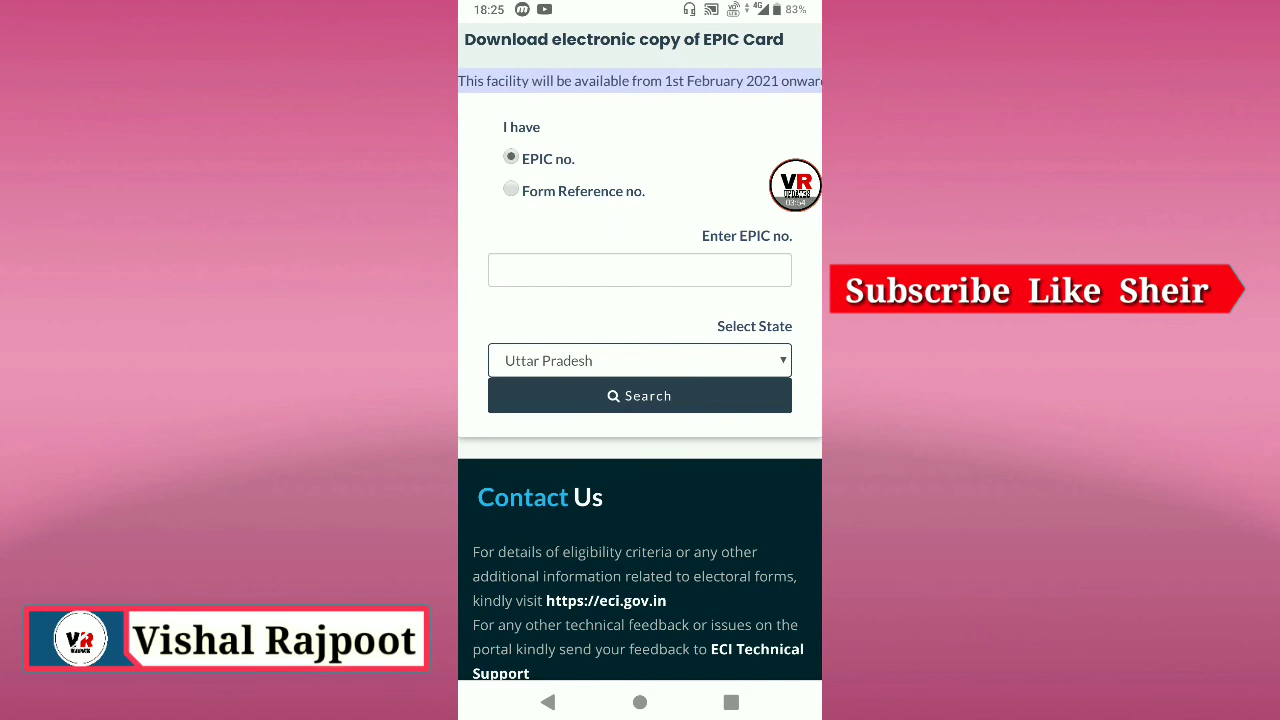 18:25
4G 83%
Download electronic copy of EPIC Card
This facility will be available from 1st February 2021 onwar
I have
EPIC no.
Form Reference no.
VR
03:54
Enter EPIC no.
Select State
Uttar Pradesh
Search
Subscribe Like Sheir
Contact Us
For details of eligibility criteria or any other
additional information related to electoral forms,
kindly visit https://eci.gov.in
For any other technical feedback or issues on the
portal kindly send your feedback to ECI Technical
Support
VR
Vishal Rajpoot